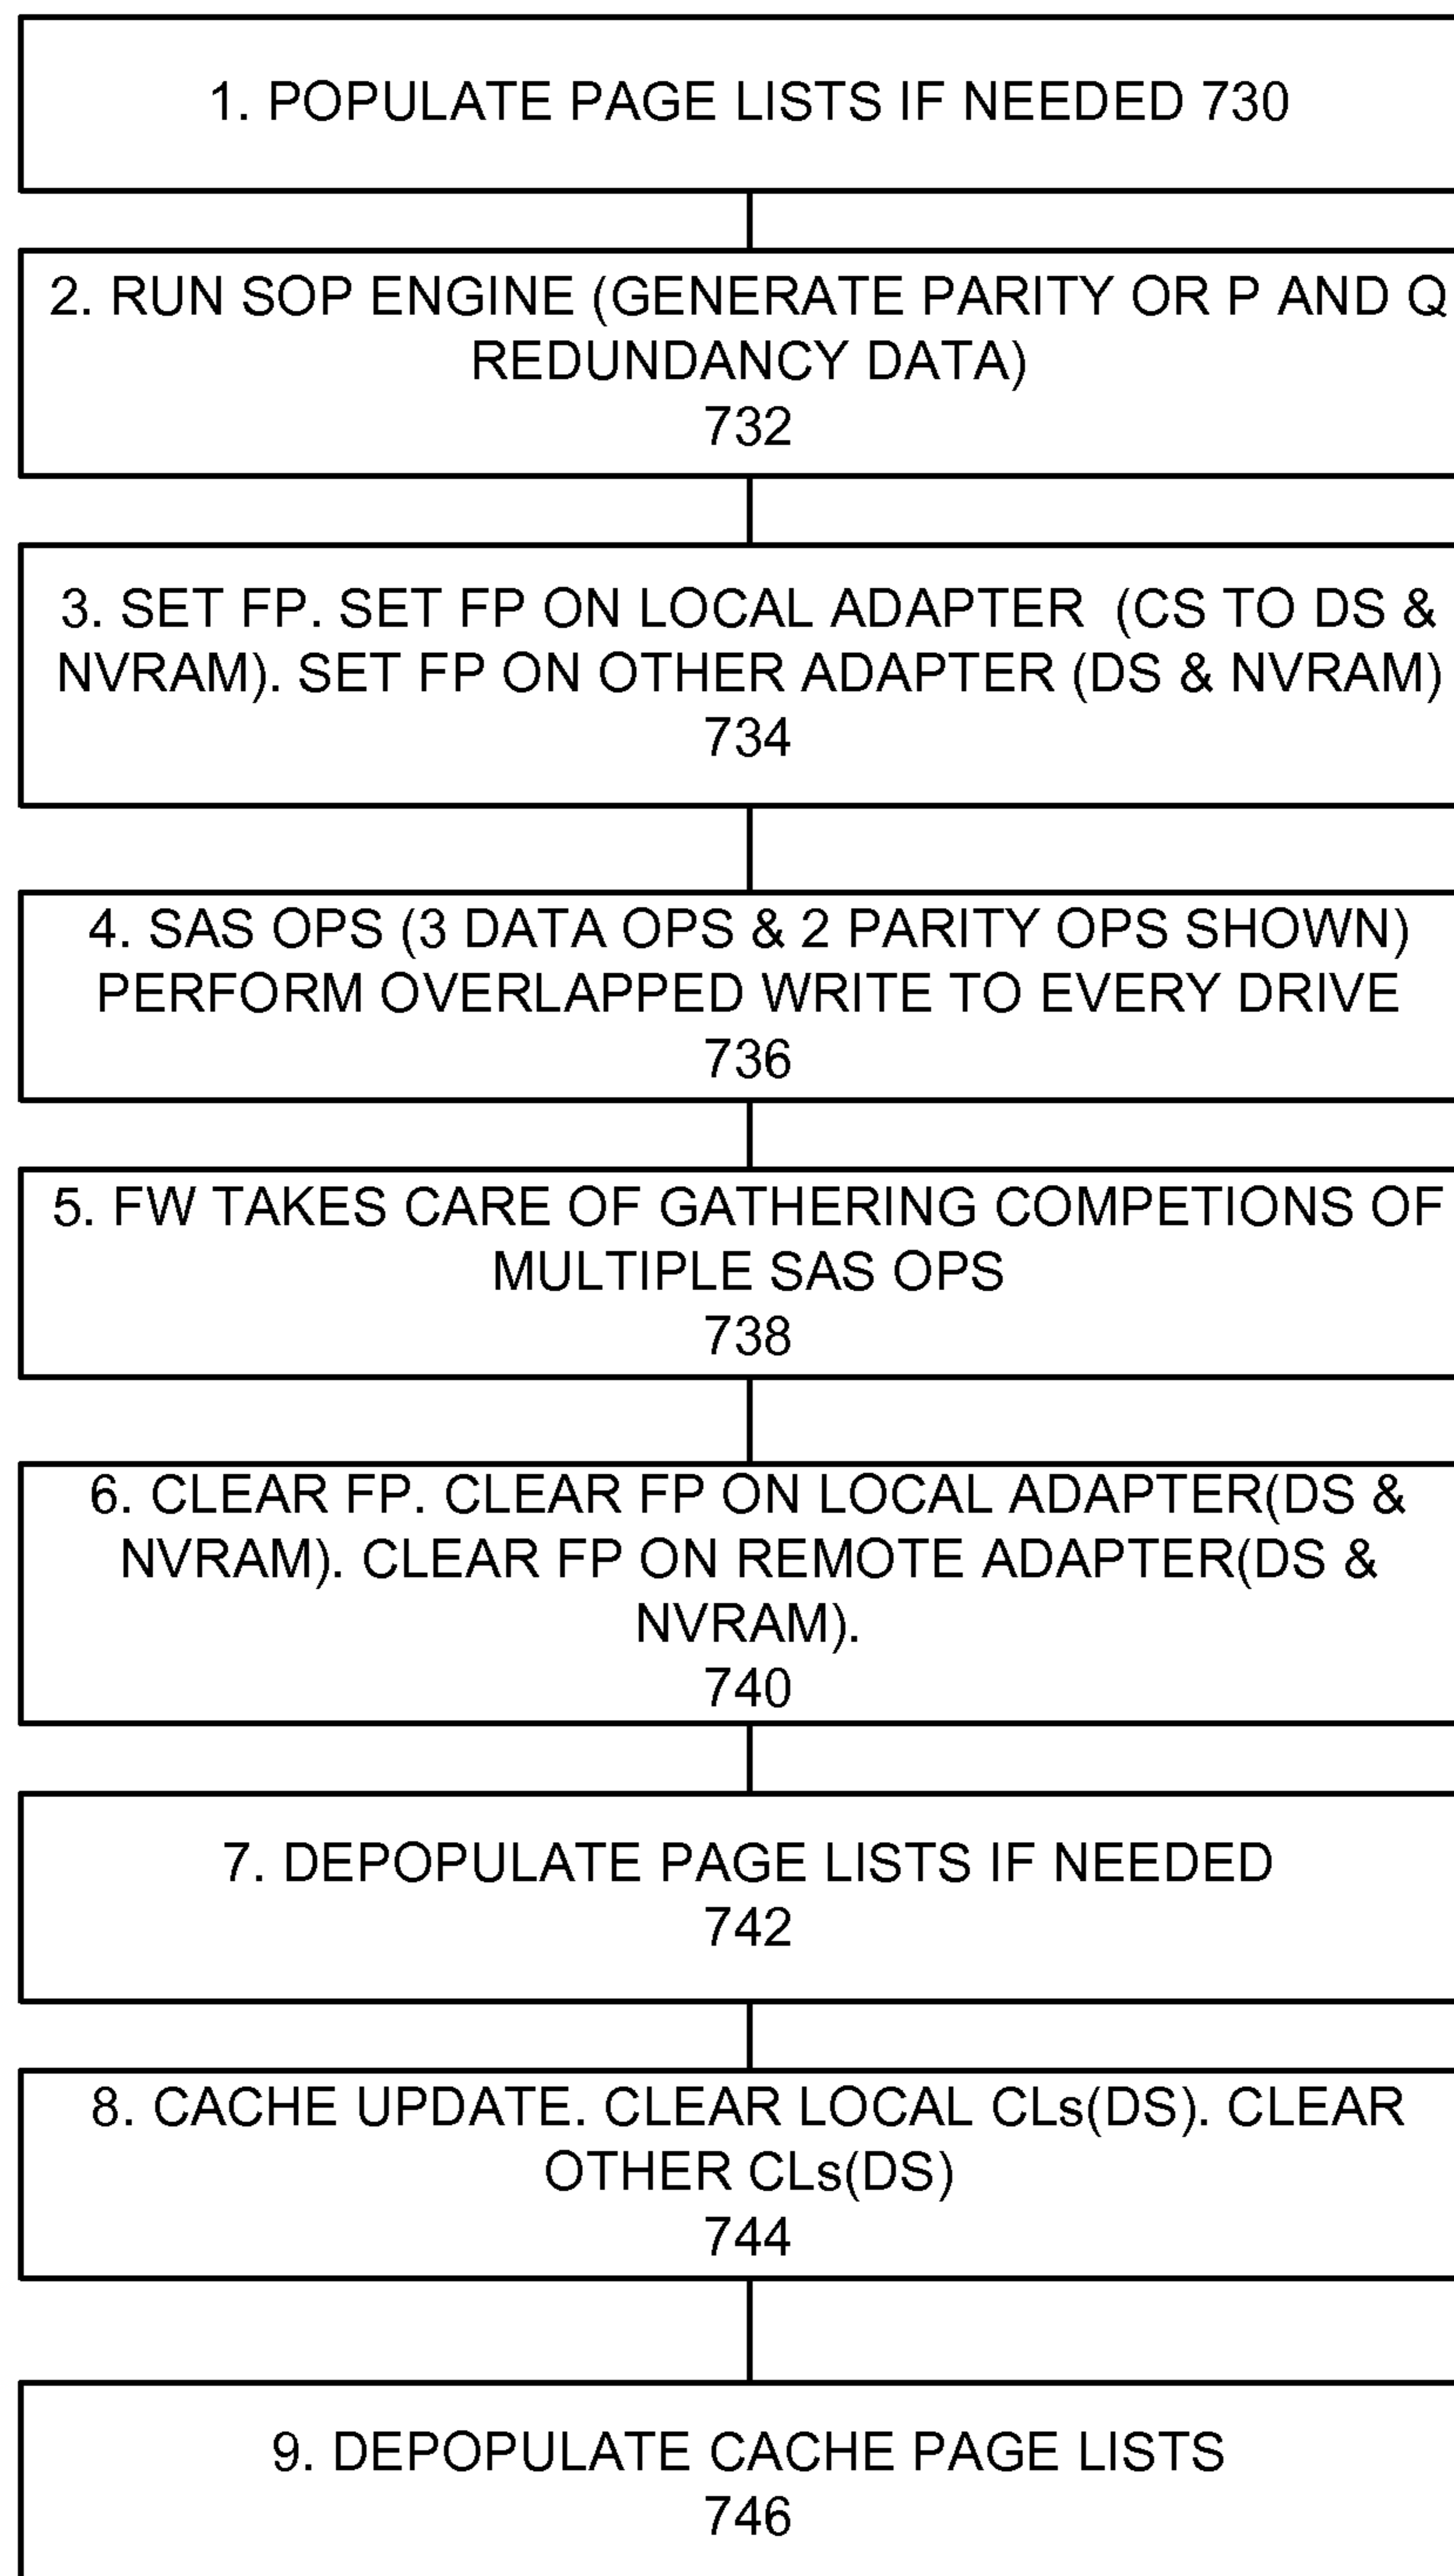 1. POPULATE PAGE LISTS IF NEEDED 730
2. RUN SOP ENGINE (GENERATE PARITY OR P AND Q
REDUNDANCY DATA)
732
3. SET FP. SET FP ON LOCAL ADAPTER (CS TO DS &
NVRAM). SET FP ON OTHER ADAPTER (DS & NVRAM)
734
4. SAS OPS (3 DATA OPS & 2 PARITY OPS SHOWN)
PERFORM OVERLAPPED WRITE TO EVERY DRIVE
736
5. FW TAKES CARE OF GATHERING COMPETIONS OF
MULTIPLE SAS OPS
738
6. CLEAR FP. CLEAR FP ON LOCAL ADAPTER(DS &
NVRAM). CLEAR FP ON REMOTE ADAPTER(DS &
NVRAM).
740
7. DEPOPULATE PAGE LISTS IF NEEDED
742
8. CACHE UPDATE. CLEAR LOCAL CLs(DS). CLEAR
OTHER CLs(DS)
744
9. DEPOPULATE CACHE PAGE LISTS
746